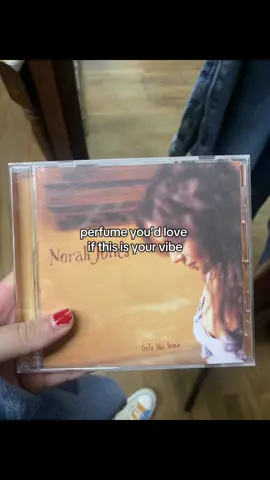 perfume you'd love
if this is your vibe
Norah Jones
feels like home